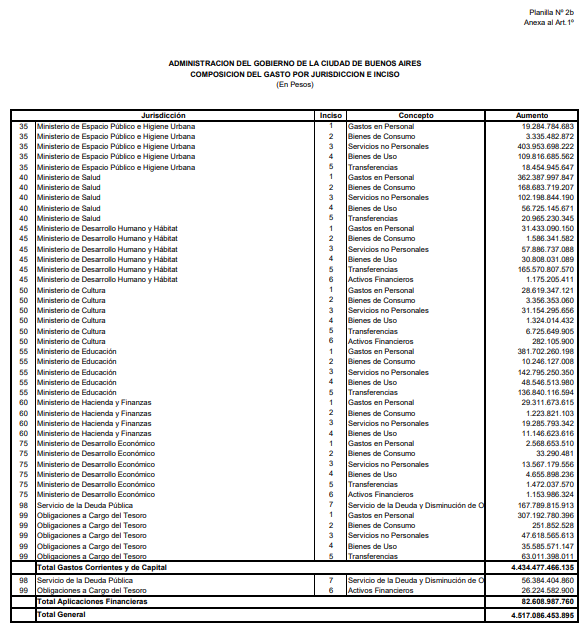 Planilla Nº 2b
Anexa al Art.1º
ADMINISTRACION DEL GOBIERNO DE LA CIUDAD DE BUENOS AIRES
COMPOSICION DEL GASTO POR JURISDICCION E INCISO
(En Pesos)
Jurisdicción Inciso Concepto Aumento
35 Ministerio de Espacio Público e Higiene Urbana 1 Gastos en Personal 19.284.784.683
35 Ministerio de Espacio Público e Higiene Urbana 2 Bienes de Consumo 3.335.482.872
35 Ministerio de Espacio Público e Higiene Urbana 3 Servicios no Personales 403.953.698.222
35 Ministerio de Espacio Público e Higiene Urbana 4 Bienes de Uso 109.816.685.562
35 Ministerio de Espacio Público e Higiene Urbana 5 Transferencias 18.454.945.647
40 Ministerio de Salud 1 Gastos en Personal 362.387.997.847
40 Ministerio de Salud 2 Bienes de Consumo 168.683.719.207
40 Ministerio de Salud 3 Servicios no Personales 102.198.844.190
40 Ministerio de Salud 4 Bienes de Uso 56.725.145.671
40 Ministerio de Salud 5 Transferencias 20.965.230.345
45 Ministerio de Desarrollo Humano y Hábitat 1 Gastos en Personal 31.433.090.150
45 Ministerio de Desarrollo Humano y Hábitat 2 Bienes de Consumo 1.586.341.582
45 Ministerio de Desarrollo Humano y Hábitat 3 Servicios no Personales 57.886.737.088
45 Ministerio de Desarrollo Humano y Hábitat 4 Bienes de Uso 30.808.031.089
45 Ministerio de Desarrollo Humano y Hábitat 5 Transferencias 165.570.807.570
45 Ministerio de Desarrollo Humano y Hábitat 6 Activos Financieros 1.175.205.411
50 Ministerio de Cultura 1 Gastos en Personal 28.619.347.121
50 Ministerio de Cultura 2 Bienes de Consumo 3.356.353.060
50 Ministerio de Cultura 3 Servicios no Personales 31.154.295.656
50 Ministerio de Cultura 4 Bienes de Uso 1.324.014.432
50 Ministerio de Cultura 5 Transferencias 6.725.649.905
50 Ministerio de Cultura 6 Activos Financieros 282.105.900
55 Ministerio de Educación 1 Gastos en Personal 381.702.260.198
55 Ministerio de Educación 2 Bienes de Consumo 10.246.127.008
55 Ministerio de Educación 3 Servicios no Personales 142.795.250.350
55 Ministerio de Educación 4 Bienes de Uso 48.546.513.980
55 Ministerio de Educación 5 Transferencias 136.840.116.594
60 Ministerio de Hacienda y Finanzas 1 Gastos en Personal 29.311.673.615
60 Ministerio de Hacienda y Finanzas 2 Bienes de Consumo 1.223.821.103
60 Ministerio de Hacienda y Finanzas 3 Servicios no Personales 19.285.793.342
60 Ministerio de Hacienda y Finanzas 4 Bienes de Uso 11.146.623.616
75 Ministerio de Desarrollo Económico 1 Gastos en Personal 2.568.653.510
75 Ministerio de Desarrollo Económico 2 Bienes de Consumo 33.290.481
75 Ministerio de Desarrollo Económico 3 Servicios no Personales 13.567.179.556
75 Ministerio de Desarrollo Económico 4 Bienes de Uso 4.655.898.236
75 Ministerio de Desarrollo Económico 5 Transferencias 1.472.037.570
75 Ministerio de Desarrollo Económico 6 Activos Financieros 1.153.986.324
98 Servicio de la Deuda Pública 7 Servicio de la Deuda y Disminución de O 167.789.815.913
99 Obligaciones a Cargo del Tesoro 1 Gastos en Personal 307.192.780.396
99 Obligaciones a Cargo del Tesoro 2 Bienes de Consumo 251.852.528
99 Obligaciones a Cargo del Tesoro 3 Servicios no Personales 47.618.565.613
99 Obligaciones a Cargo del Tesoro 4 Bienes de Uso 35.585.571.147
99 Obligaciones a Cargo del Tesoro 5 Transferencias 63.011.398.011
Total Gastos Corrientes y de Capital 4.434.477.466.135
98 Servicio de la Deuda Pública 7 Servicio de la Deuda y Disminución de O 56.384.404.860
99 Obligaciones a Cargo del Tesoro 6 Activos Financieros 26.224.582.900
Total Aplicaciones Financieras 82.608.987.760
Total General 4.517.086.453.895